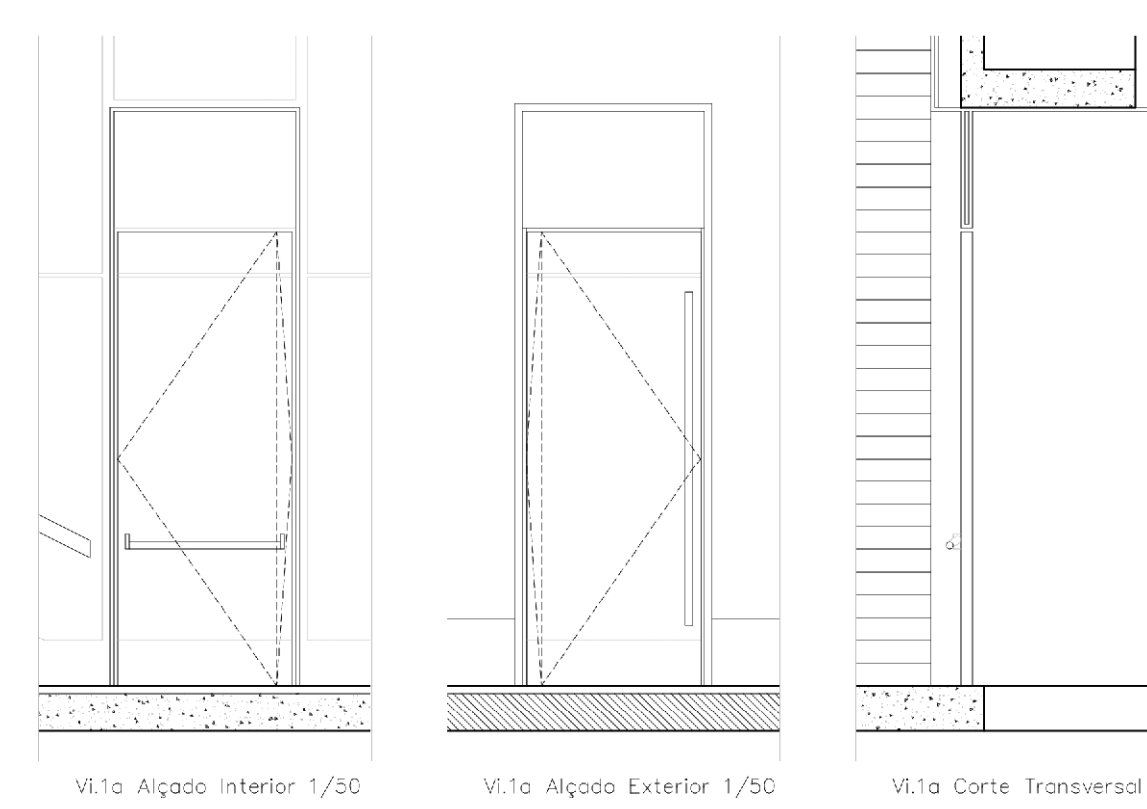 Vi.1a Alçado Interior 1/50
Vi.1a Alçado Exterior 1/50
Vi.1a Corte Transversal